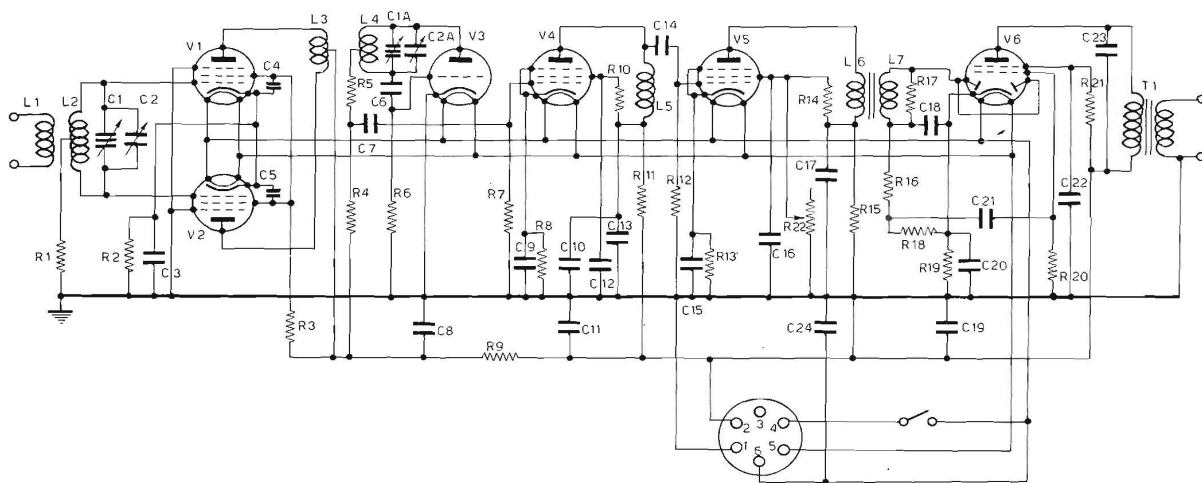 L3
L4
C1A
C2A
V3
V4
C14
V5
L6
L7
V6
C23
V1
C4
R10
R17
R21
T1
L1
L2
C1
C2
R5
C6
L5
R14
C18
C7
C5
V2
C17
R16
R1
R2
C3
R4
R6
R7
C9
R8
C10
C13
R11
R12
R13
C16
R22
R15
R18
C21
C22
R19
C20
R20
C12
C15
R3
C8
C11
C24
C19
R9
2 3 4
1 6 5